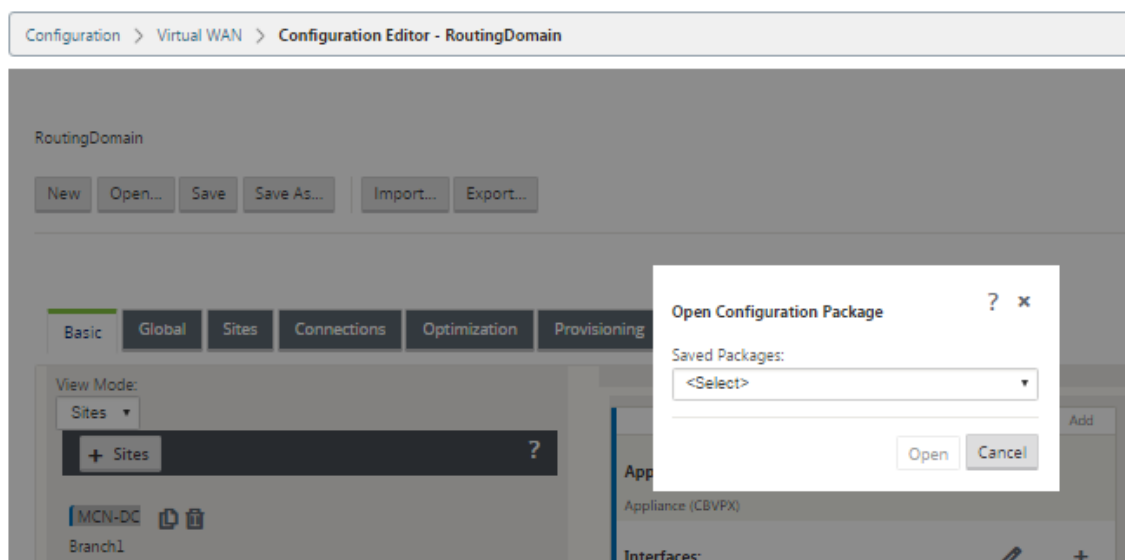 Configuration > Virtual WAN > Configuration Editor - RoutingDomain
RoutingDomain
New Open... Save Save As... Import... Export...
Basic Global Sites Connections Optimization Provisioning
View Mode:
Sites
+ Sites ?
MCN-DC
Branch1
Open Configuration Package ? ×
Saved Packages:
<Select>
Open Cancel
Add
App
Appliance (CBVPX)
Interfaces: +